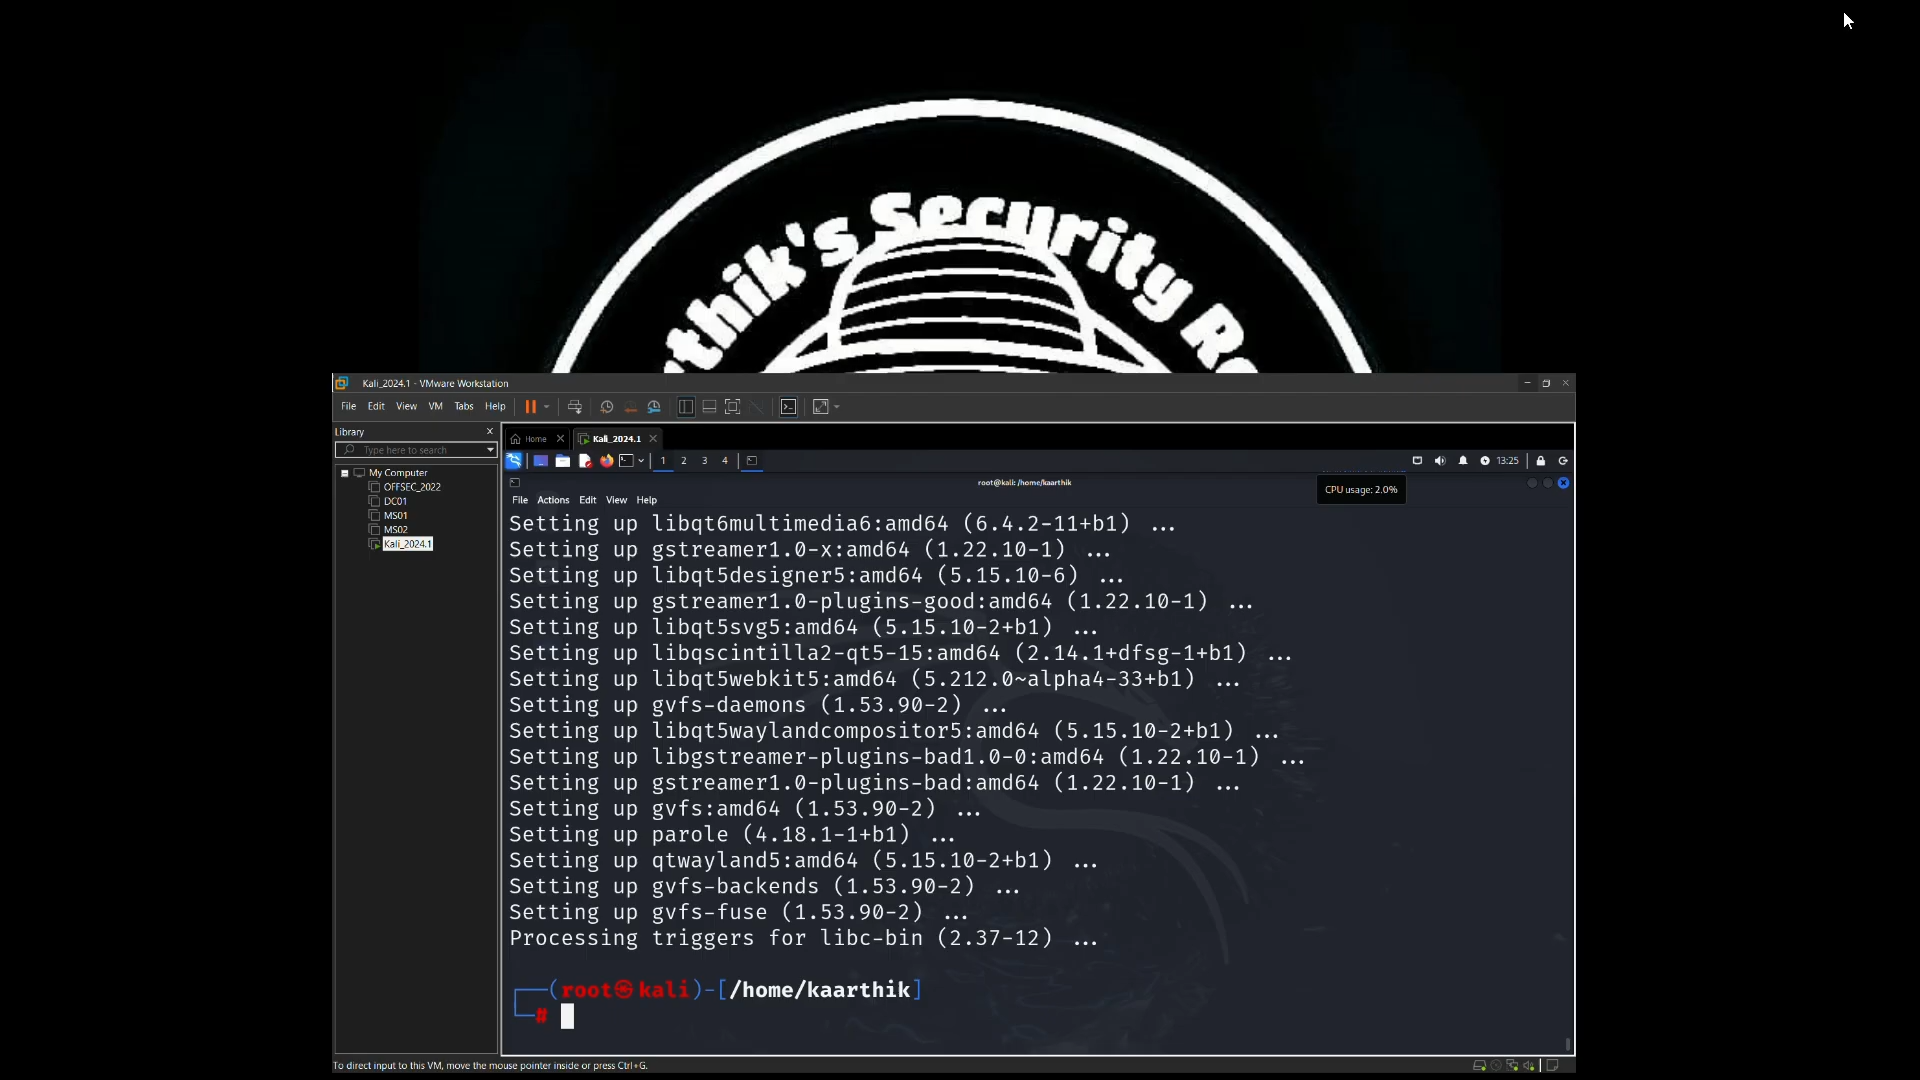 thik's Security Re
Kali_2024.1 - VMware Workstation
File Edit View VM Tabs Help
Library
Type here to search
My Computer
OFFSEC_2022
DC01
MS01
MS02
Kali_2024.1
Home
Kali_2024.1
1 2 3 4
13:25
root@kali: /home/kaarthik
CPU usage: 2.0%
File Actions Edit View Help
Setting up libqt6multimedia6:amd64 (6.4.2-11+b1) ...
Setting up gstreamer1.0-x:amd64 (1.22.10-1) ...
Setting up libqt5designer5:amd64 (5.15.10-6) ...
Setting up gstreamer1.0-plugins-good:amd64 (1.22.10-1) ...
Setting up libqt5svg5:amd64 (5.15.10-2+b1) ...
Setting up libqscintilla2-qt5-15:amd64 (2.14.1+dfsg-1+b1) ...
Setting up libqt5webkit5:amd64 (5.212.0~alpha4-33+b1) ...
Setting up gvfs-daemons (1.53.90-2) ...
Setting up libqt5waylandcompositor5:amd64 (5.15.10-2+b1) ...
Setting up libgstreamer-plugins-bad1.0-0:amd64 (1.22.10-1) ...
Setting up gstreamer1.0-plugins-bad:amd64 (1.22.10-1) ...
Setting up gvfs:amd64 (1.53.90-2) ...
Setting up parole (4.18.1-1+b1) ...
Setting up qtwayland5:amd64 (5.15.10-2+b1) ...
Setting up gvfs-backends (1.53.90-2) ...
Setting up gvfs-fuse (1.53.90-2) ...
Processing triggers for libc-bin (2.37-12) ...
┌──(root㉿kali)-[/home/kaarthik]
└─#
To direct input to this VM, move the mouse pointer inside or press Ctrl+G.